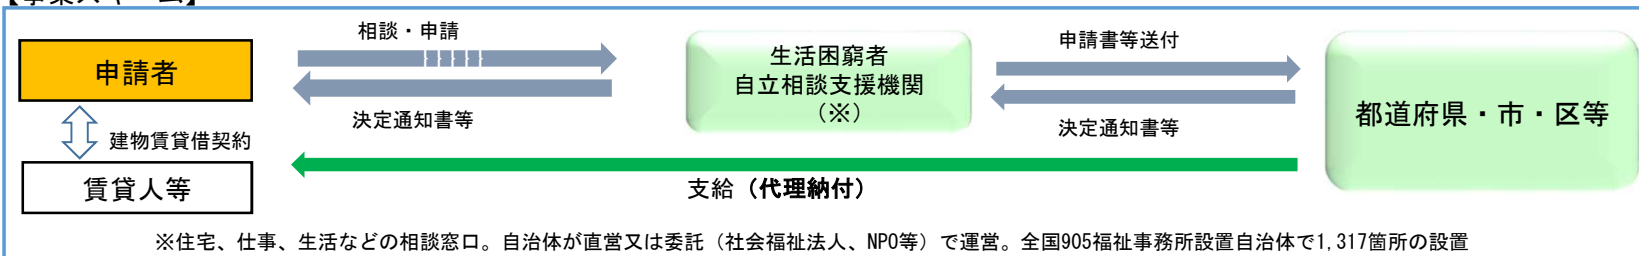 【事業スキーム】
相談・申請
申請者
決定通知書等
建物賃貸借契約
賃貸人等
生活困窮者
自立相談支援機関
（※）
申請書等送付
決定通知書等
都道府県・市・区等
支給（代理納付）
※住宅、仕事、生活などの相談窓口。自治体が直営又は委託（社会福祉法人、NPO等）で運営。全国905福祉事務所設置自治体で1,317箇所の設置